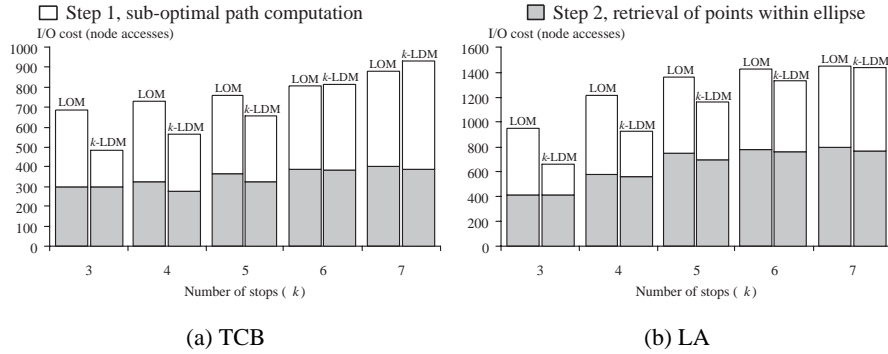 Step 1, sub-optimal path computation
Step 2, retrieval of points within ellipse
I/O cost (node accesses)
1000
900
800
700
600
500
400
300
200
100
0
LOM
k-LDM
LOM
k-LDM
LOM
k-LDM
LOM
k-LDM
LOM
k-LDM
3 4 5 6 7
Number of stops ( k)
(a) TCB
I/O cost (node accesses)
1600
1400
1200
1000
800
600
400
200
0
LOM
k-LDM
LOM
k-LDM
LOM
k-LDM
LOM
k-LDM
LOM
k-LDM
3 4 5 6 7
Number of stops ( k)
(b) LA